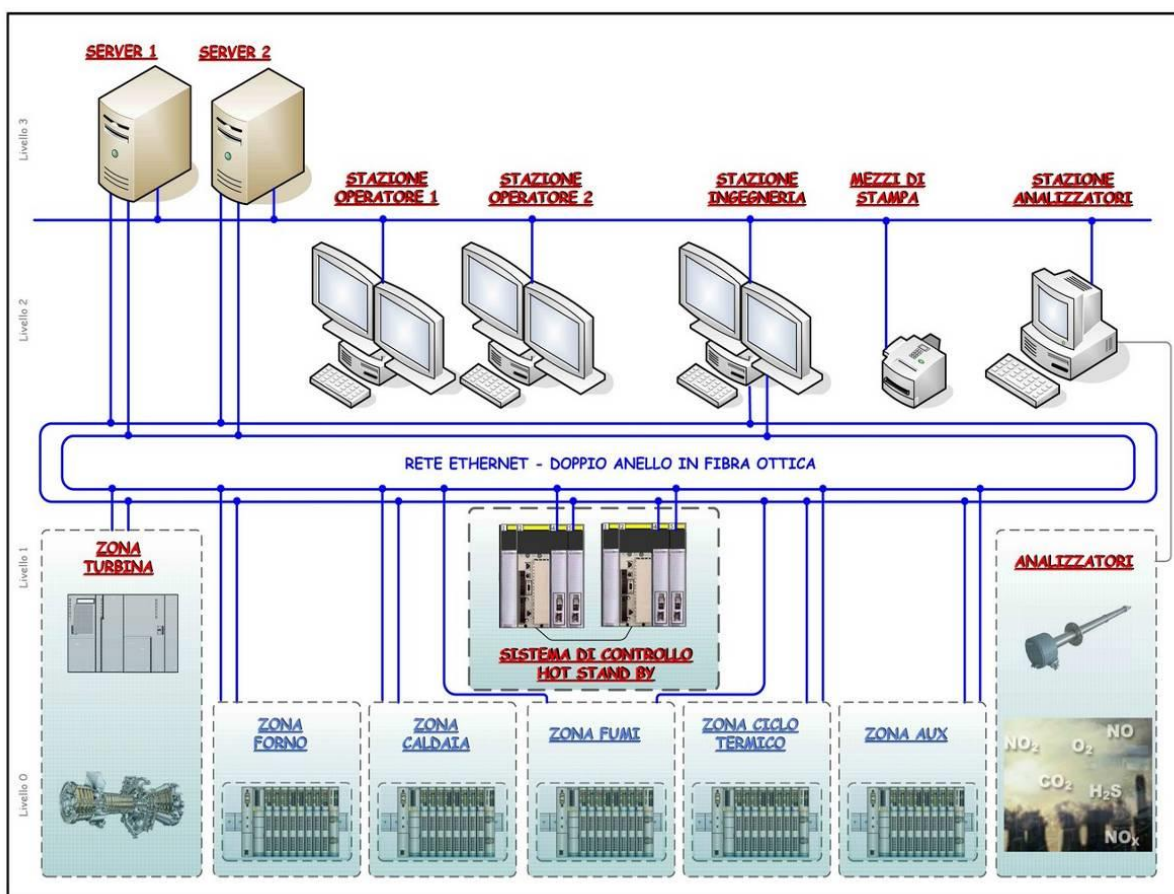 SERVER 1
SERVER 2
Livello 3
STAZIONE
OPERATORE 1
STAZIONE
OPERATORE 2
STAZIONE
INGEGNERIA
MEZZI DI
STAMPA
STAZIONE
ANALIZZATORI
Livello 2
RETE ETHERNET - DOPPIO ANELLO IN FIBRA OTTICA
Livello 1
ZONA
TURBINA
SISTEMA DI CONTROLLO
HOT STAND BY
ANALIZZATORI
Livello 0
ZONA
FORNO
ZONA
CALDAIA
ZONA FUMI
ZONA CICLO
TERMICO
ZONA AUX
NO₂
O₂
NO
CO₂
H₂S
NOₓ